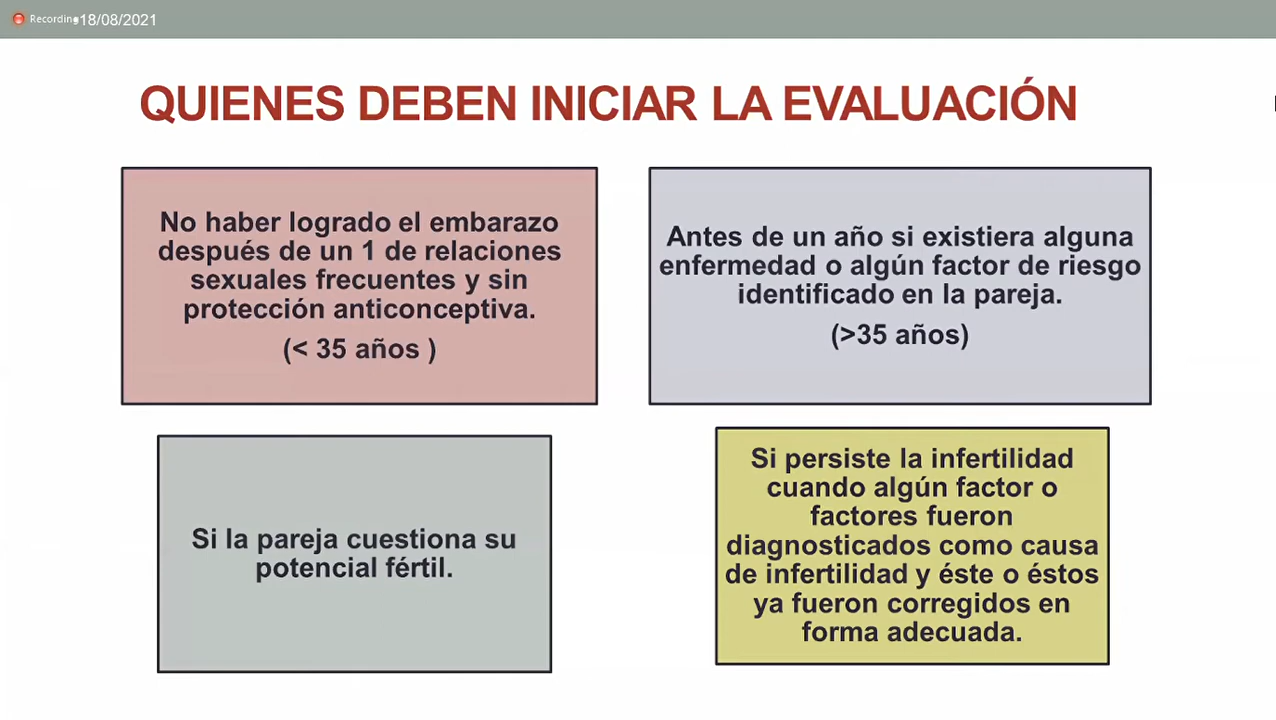 Recording 18/08/2021
QUIENES DEBEN INICIAR LA EVALUACIÓN
No haber logrado el embarazo
después de un 1 de relaciones
sexuales frecuentes y sin
protección anticonceptiva.
(< 35 años )
Antes de un año si existiera alguna
enfermedad o algún factor de riesgo
identificado en la pareja.
(>35 años)
Si la pareja cuestiona su
potencial fértil.
Si persiste la infertilidad
cuando algún factor o
factores fueron
diagnosticados como causa
de infertilidad y éste o éstos
ya fueron corregidos en
forma adecuada.